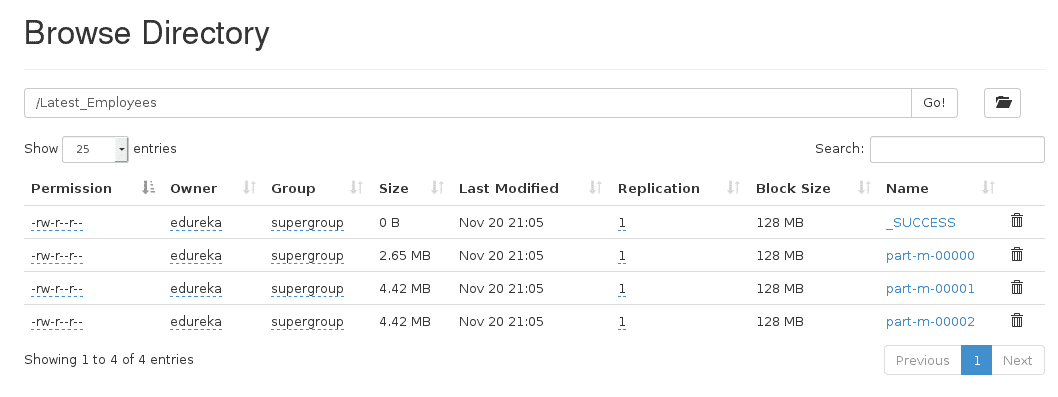 Browse Directory
/Latest_Employees Go!
Show 25 entries Search:
Permission Owner Group Size Last Modified Replication Block Size Name
-rw-r--r-- edureka supergroup 0 B Nov 20 21:05 1 128 MB _SUCCESS
-rw-r--r-- edureka supergroup 2.65 MB Nov 20 21:05 1 128 MB part-m-00000
-rw-r--r-- edureka supergroup 4.42 MB Nov 20 21:05 1 128 MB part-m-00001
-rw-r--r-- edureka supergroup 4.42 MB Nov 20 21:05 1 128 MB part-m-00002
Showing 1 to 4 of 4 entries Previous 1 Next